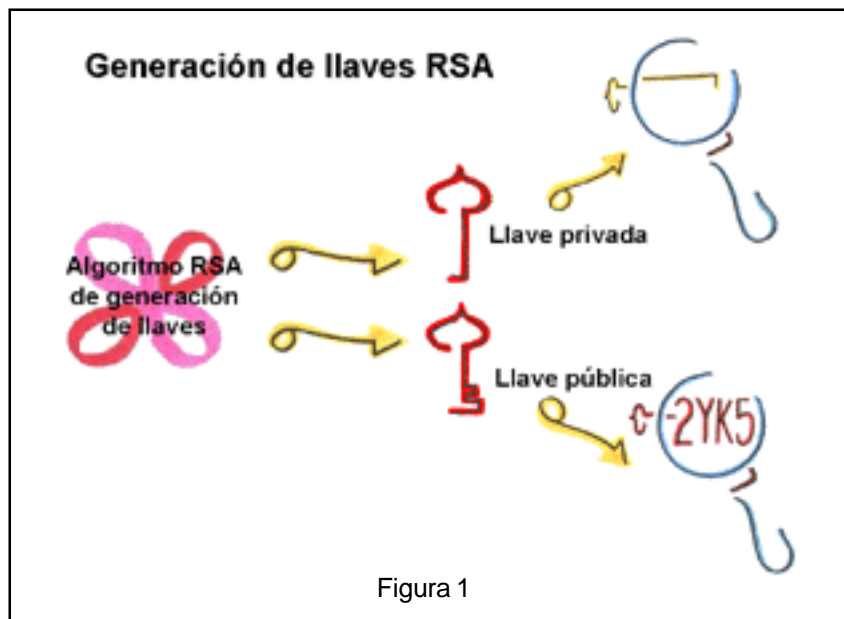 Generación de llaves RSA
Algoritmo RSA
de generación
de llaves
Llave privada
Llave pública
-2YK5
Figura 1